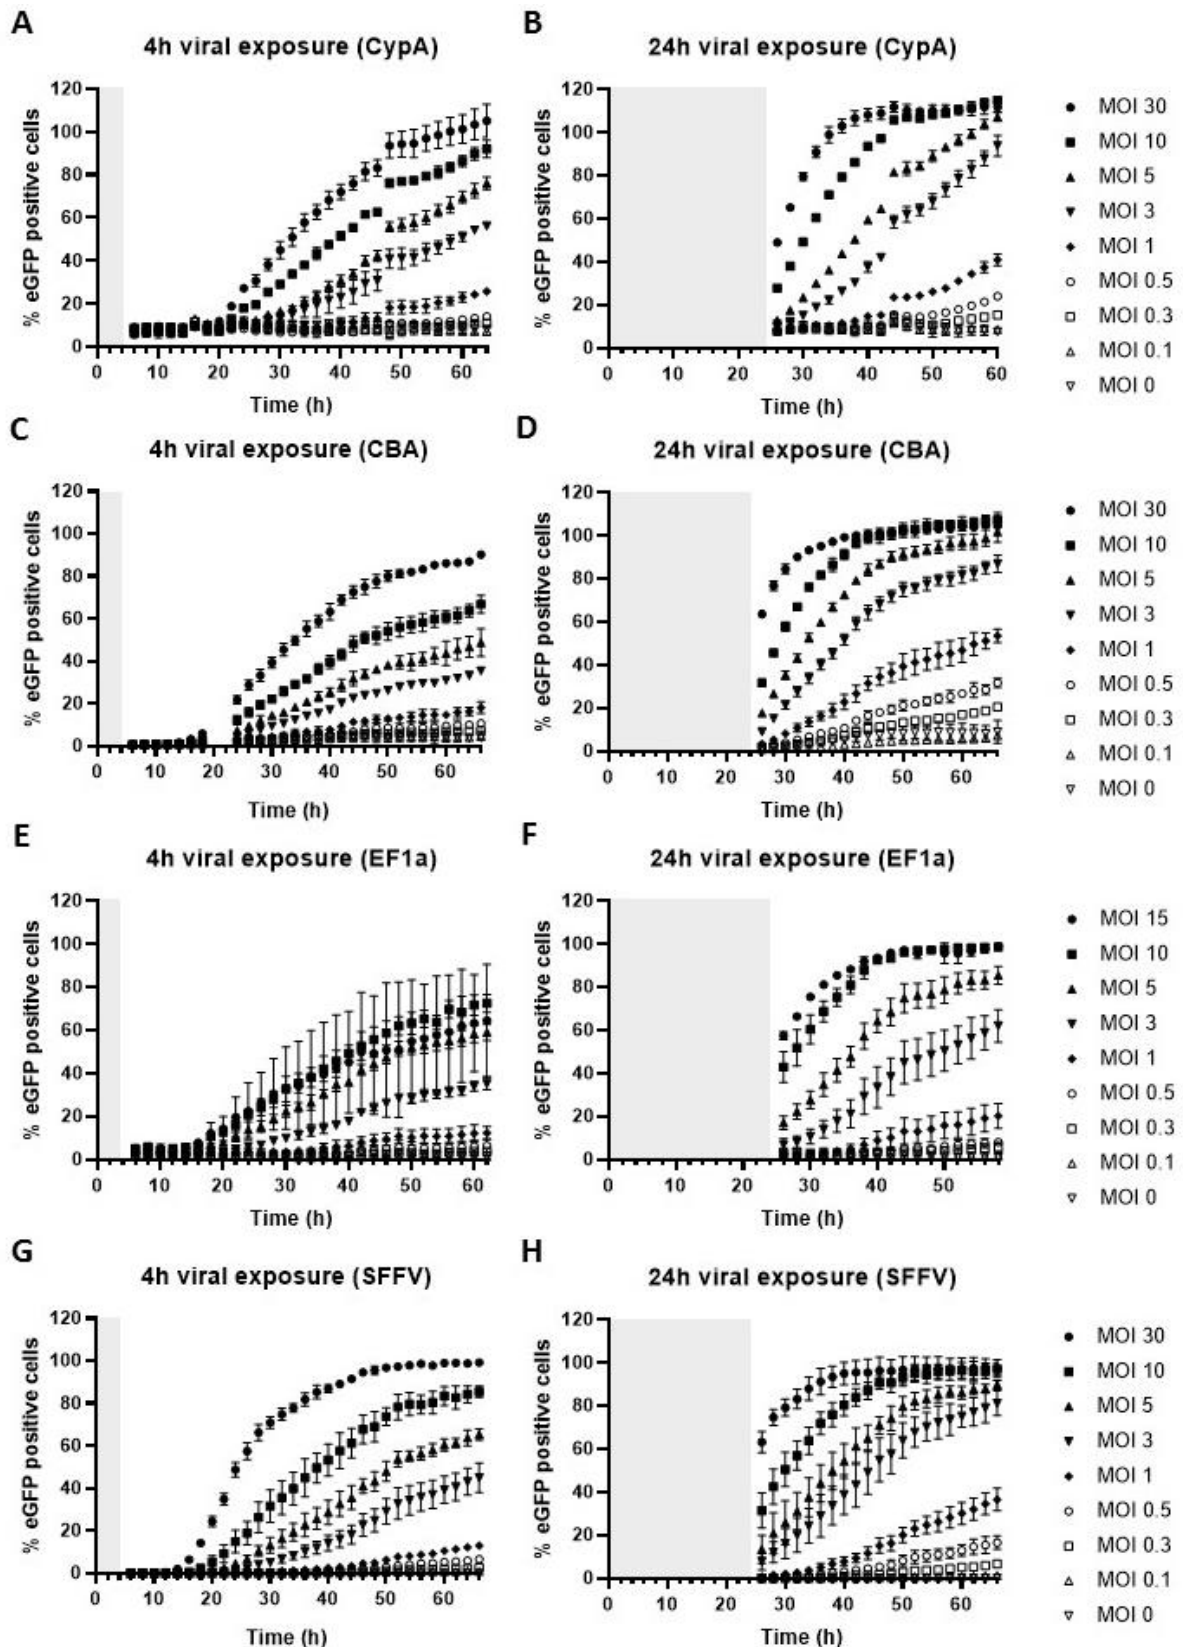 A
4h viral exposure (CypA)
% eGFP positive cells
120
100
80
60
40
20
0
0 10 20 30 40 50 60
Time (h)
B
24h viral exposure (CypA)
120
100
80
60
40
20
0
% eGFP positive cells
0 10 20 30 40 50 60
Time (h)
MOI 30
MOI 10
MOI 5
MOI 3
MOI 1
MOI 0.5
MOI 0.3
MOI 0.1
MOI 0
C
4h viral exposure (CBA)
% eGFP positive cells
120
100
80
60
40
20
0
0 10 20 30 40 50 60
Time (h)
D
24h viral exposure (CBA)
% eGFP positive cells
120
100
80
60
40
20
0
0 10 20 30 40 50 60
Time (h)
MOI 30
MOI 10
MOI 5
MOI 3
MOI 1
MOI 0.5
MOI 0.3
MOI 0.1
MOI 0
E
4h viral exposure (EF1a)
% eGFP positive cells
120
100
80
60
40
20
0
0 10 20 30 40 50 60
Time (h)
F
24h viral exposure (EF1a)
% eGFP positive cells
120
100
80
60
40
20
0
0 10 20 30 40 50
Time (h)
MOI 15
MOI 10
MOI 5
MOI 3
MOI 1
MOI 0.5
MOI 0.3
MOI 0.1
MOI 0
G
4h viral exposure (SFFV)
% eGFP positive cells
120
100
80
60
40
20
0
0 10 20 30 40 50 60
Time (h)
H
24h viral exposure (SFFV)
% eGFP positive cells
120
100
80
60
40
20
0
0 10 20 30 40 50 60
Time (h)
MOI 30
MOI 10
MOI 5
MOI 3
MOI 1
MOI 0.5
MOI 0.3
MOI 0.1
MOI 0